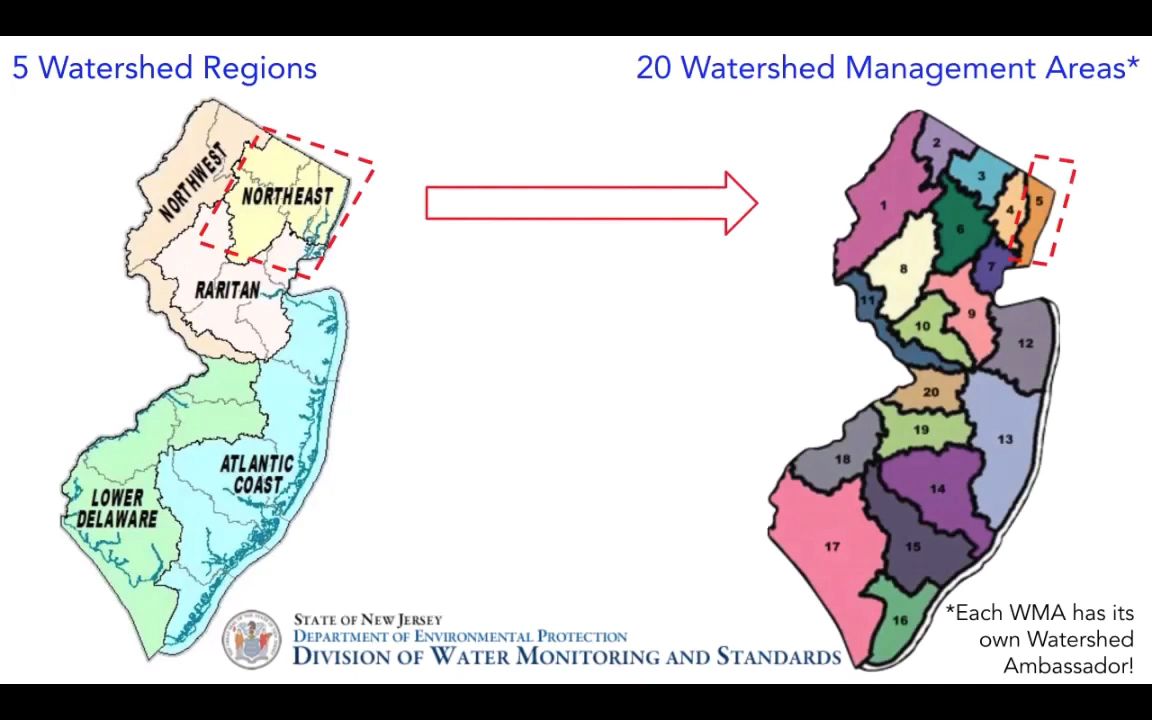 5 Watershed Regions
20 Watershed Management Areas*
NORTHWEST
NORTHEAST
RARITAN
ATLANTIC
COAST
LOWER
DELAWARE
1
2
3
4
5
6
7
8
9
10
11
12
13
14
15
16
17
18
19
20
STATE OF NEW JERSEY
DEPARTMENT OF ENVIRONMENTAL PROTECTION
DIVISION OF WATER MONITORING AND STANDARDS
*Each WMA has its
own Watershed
Ambassador!